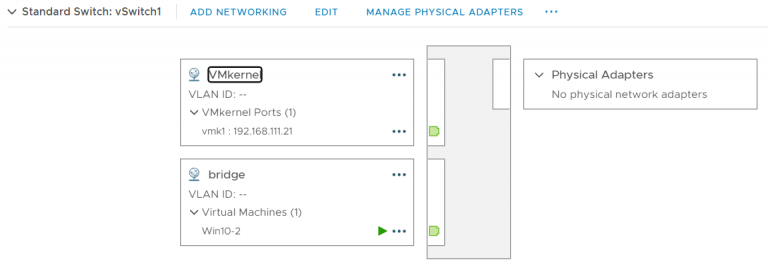 Standard Switch: vSwitch1 ADD NETWORKING EDIT MANAGE PHYSICAL ADAPTERS ...
VMkernel ...
VLAN ID: --
VMkernel Ports (1)
vmk1 : 192.168.111.21 ...
bridge ...
VLAN ID: --
Virtual Machines (1)
Win10-2 ...
Physical Adapters
No physical network adapters